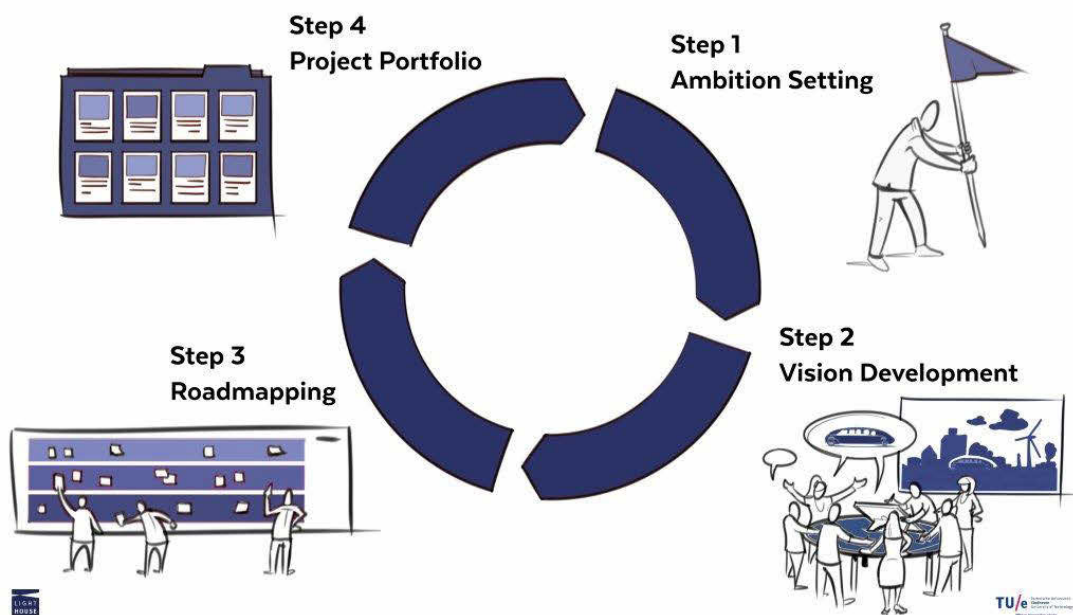 Step 4
Project Portfolio
Step 1
Ambition Setting
Step 2
Vision Development
Step 3
Roadmapping
LIGHT
HOUSE
TU/e